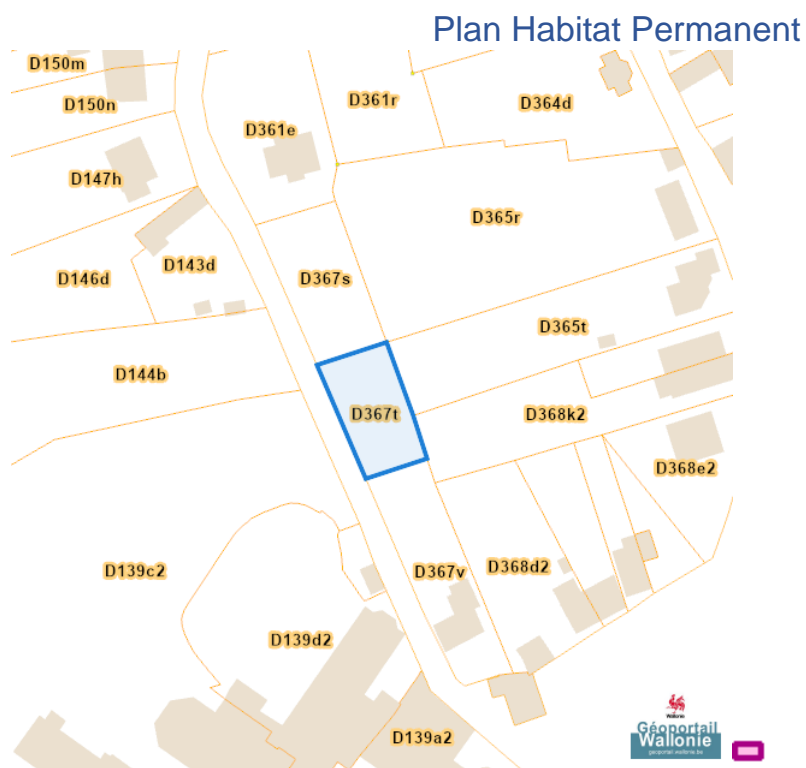 Plan Habitat Permanent
D150m
D150n
D361r
D364d
D361e
D147h
D365r
D143d
D146d
D367s
D365t
D144b
D367t
D368k2
D368e2
D139c2
D367v
D368d2
D139d2
D139a2
Wallonie
Géoportail
Wallonie
geoportail.wallonie.be